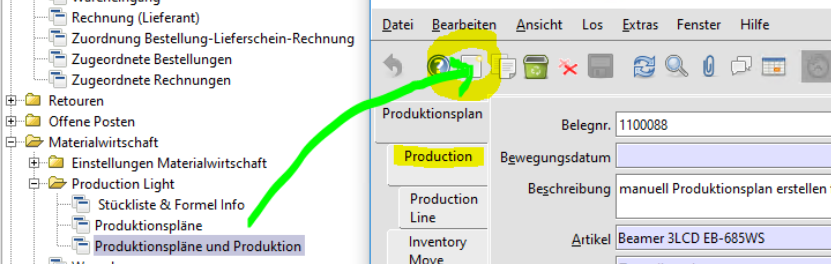 Rechnung (Lieferant)
Zuordnung Bestellung-Lieferschein-Rechnung
Zugeordnete Bestellungen
Zugeordnete Rechnungen
Retouren
Offene Posten
Materialwirtschaft
Einstellungen Materialwirtschaft
Production Light
Stückliste & Formel Info
Produktionspläne
Produktionspläne und Produktion
Datei Bearbeiten Ansicht Los Extras Fenster Hilfe
Produktionsplan
Production
Production
Line
Inventory
Move
Belegnr. 1100088
Bewegungsdatum
Beschreibung manuell Produktionsplan erstellen
Artikel Beamer 3LCD EB-685WS